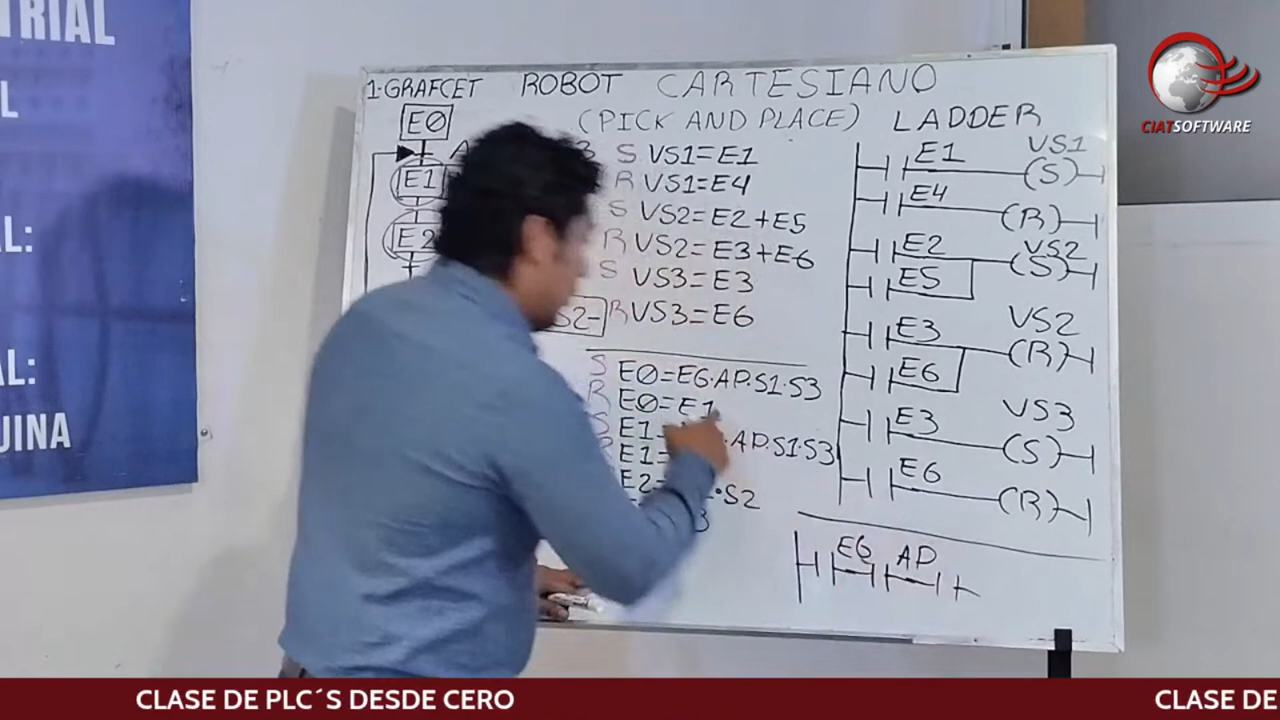 TRIAL
L
AL:
AL:
UINA
CIATSOFTWARE
1·GRAFCET ROBOT CARTESIANO
(PICK AND PLACE) LADDER
E0
E1
E2
S VS1=E1
R VS1=E4
S VS2=E2+E5
R VS2=E3+E6
S VS3=E3
S2- R VS3=E6
S E0=E6·AP·S1·S3
R E0=E1
S E1= ·AP·S1·S3
E1=
E2= ·S2
3
E1 VS1
(S)
E4
(R)
E2 VS2
(S)
E5
E3 VS2
(R)
E6
E3 VS3
(S)
E6
(R)
E6 AP
CLASE DE PLC´S DESDE CERO
CLASE DE